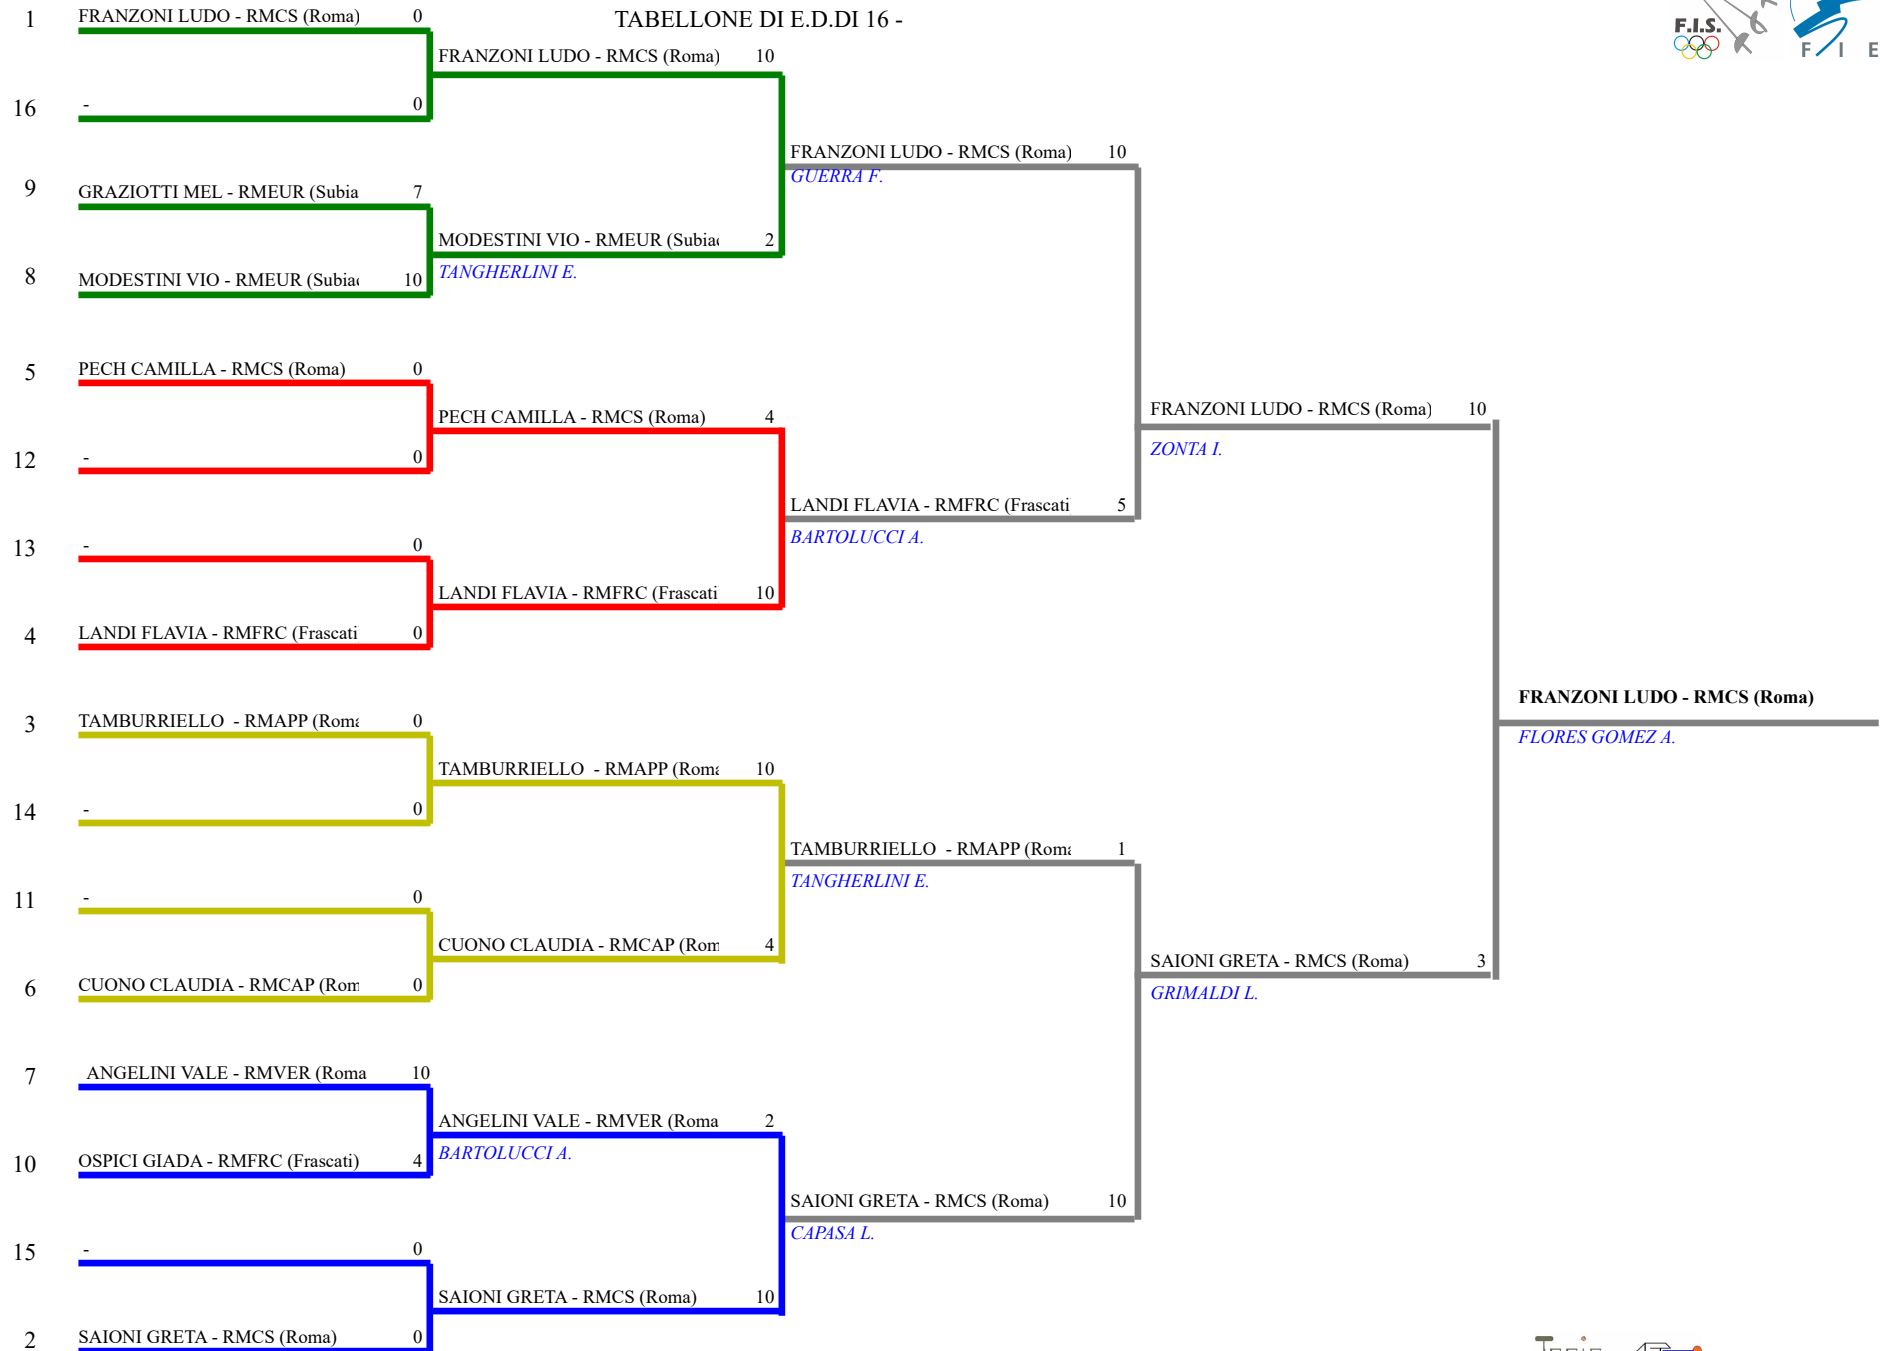 TABELLONE DI E.D.DI 16 -
F.I.S.
F I E
1 FRANZONI LUDO - RMCS (Roma) 0
FRANZONI LUDO - RMCS (Roma) 10
16 - 0
FRANZONI LUDO - RMCS (Roma) 10
GUERRA F.
9 GRAZIOTTI MEL - RMEUR (Subia 7
MODESTINI VIO - RMEUR (Subia 2
TANGHERLINI E.
8 MODESTINI VIO - RMEUR (Subia 10
5 PECH CAMILLA - RMCS (Roma) 0
FRANZONI LUDO - RMCS (Roma) 10
ZONTA I.
PECH CAMILLA - RMCS (Roma) 4
12 - 0
LANDI FLAVIA - RMFRC (Frascati 5
BARTOLUCCI A.
13 - 0
LANDI FLAVIA - RMFRC (Frascati 10
4 LANDI FLAVIA - RMFRC (Frascati 0
FRANZONI LUDO - RMCS (Roma)
FLORES GOMEZ A.
3 TAMBURRIELLO - RMAPP (Roma 0
TAMBURRIELLO - RMAPP (Roma 10
14 - 0
TAMBURRIELLO - RMAPP (Roma 1
TANGHERLINI E.
11 - 0
CUONO CLAUDIA - RMCAP (Rom 4
SAIONI GRETA - RMCS (Roma) 3
GRIMALDI L.
6 CUONO CLAUDIA - RMCAP (Rom 0
7 ANGELINI VALE - RMVER (Roma 10
ANGELINI VALE - RMVER (Roma 2
BARTOLUCCI A.
10 OSPICI GIADA - RMFRC (Frascati) 4
SAIONI GRETA - RMCS (Roma) 10
CAPASA L.
15 - 0
SAIONI GRETA - RMCS (Roma) 10
2 SAIONI GRETA - RMCS (Roma) 0